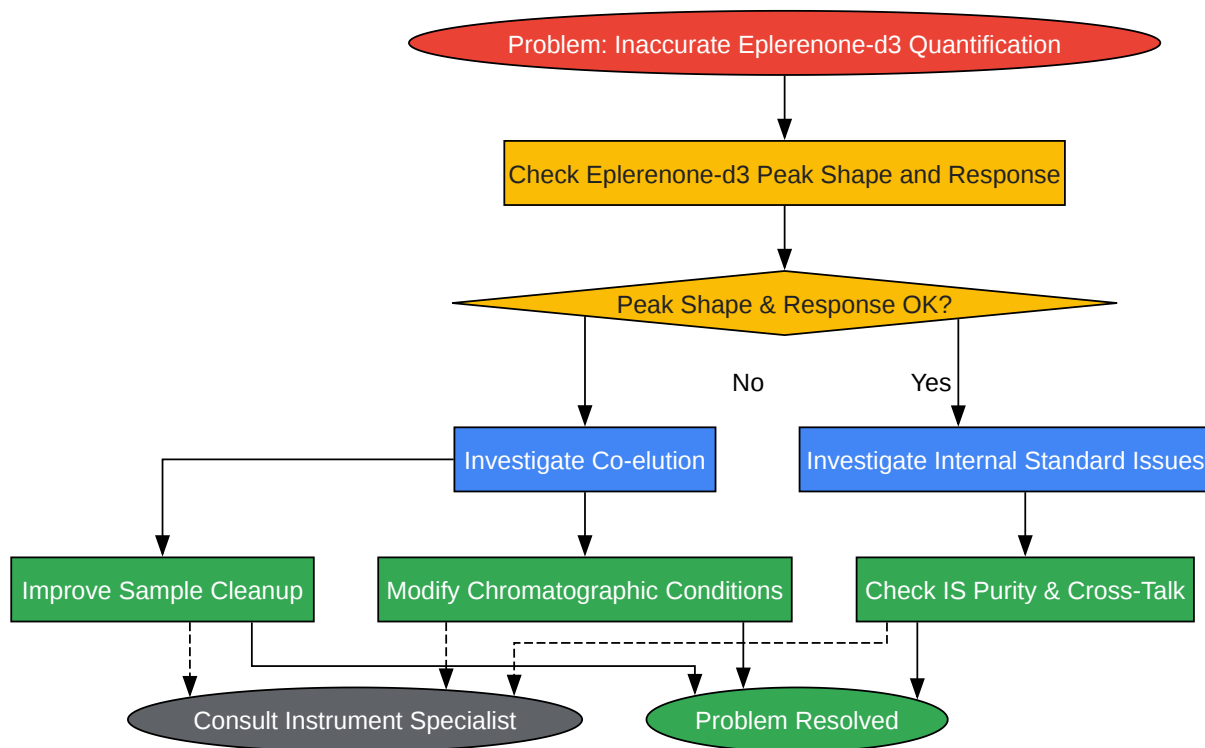 Problem: Inaccurate Eplerenone-d3 Quantification
Check Eplerenone-d3 Peak Shape and Response
Peak Shape & Response OK?
No
Yes
Investigate Co-elution
Investigate Internal Standard Issues
Improve Sample Cleanup
Modify Chromatographic Conditions
Check IS Purity & Cross-Talk
Consult Instrument Specialist
Problem Resolved